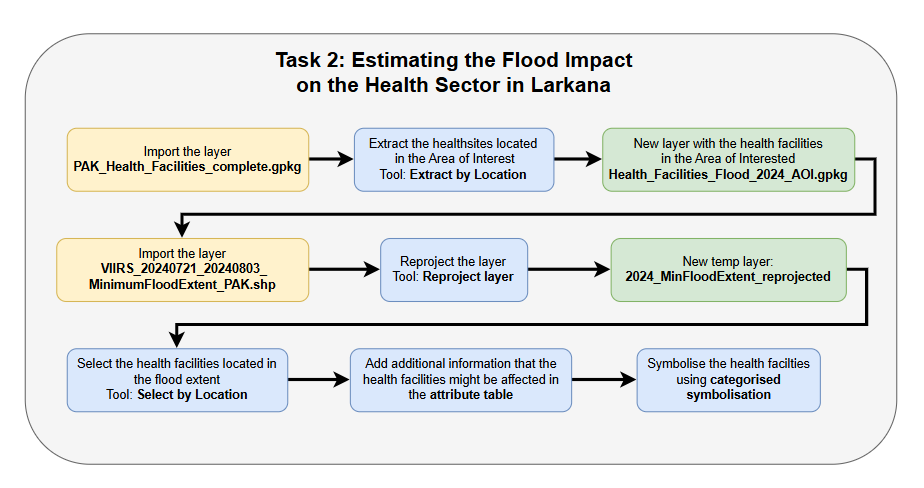 Task 2: Estimating the Flood Impact
on the Health Sector in Larkana
Import the layer
PAK_Health_Facilities_complete.gpkg
Extract the healthsites located
in the Area of Interest
Tool: Extract by Location
New layer with the health facilities
in the Area of Interested
Health_Facilities_Flood_2024_AOI.gpkg
Import the layer
VIIRS_20240721_20240803_
MinimumFloodExtent_PAK.shp
Reproject the layer
Tool: Reproject layer
New temp layer:
2024_MinFloodExtent_reprojected
Select the health facilities located in
the flood extent
Tool: Select by Location
Add additional information that the
health facilities might be affected in
the attribute table
Symbolise the health facilties
using categorised
symbolisation